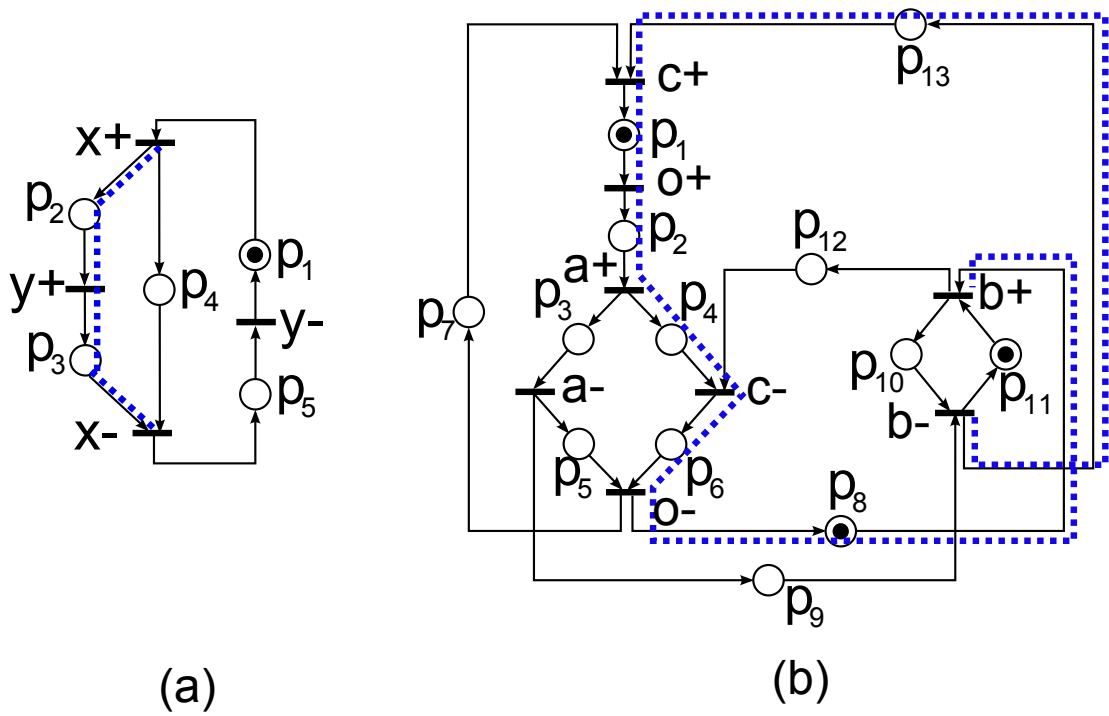 x+
p2
y+
p3
x-
p4
p1
y-
p5
(a)
p13
c+
p1
o+
p2
p12
a+
p3
p4
p7
b+
p10
p11
a-
c-
b-
p5
p6
o-
p8
p9
(b)